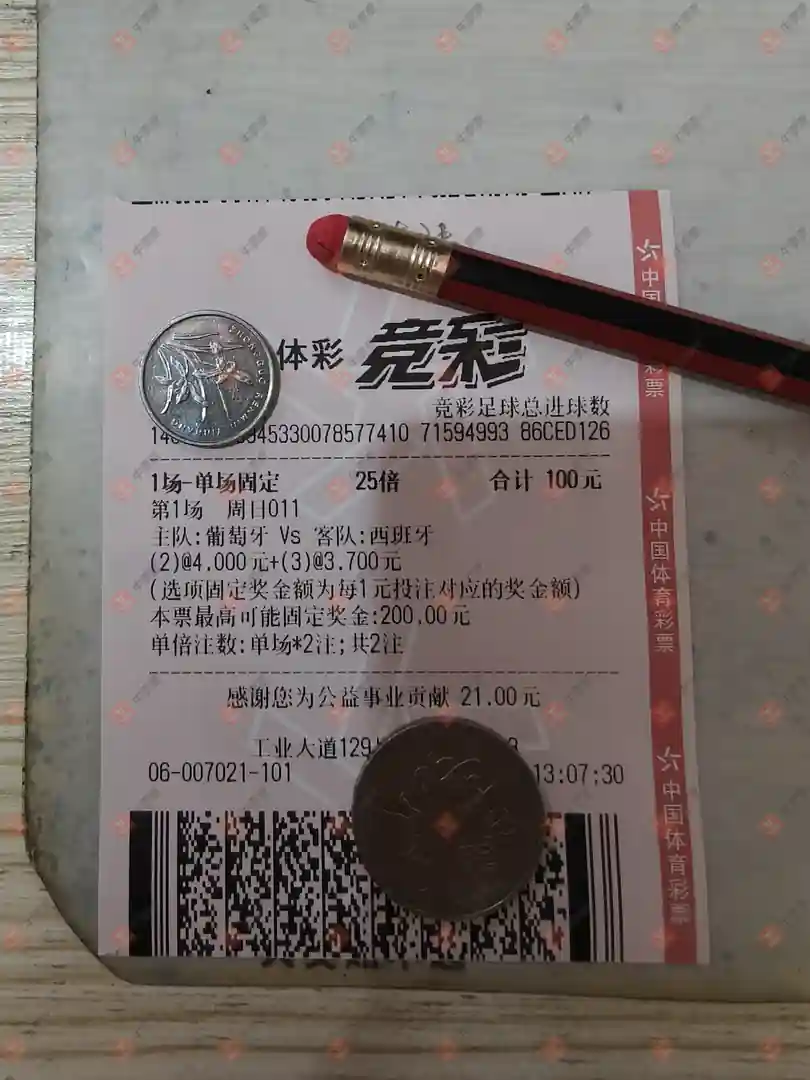 体彩 竞彩
竞彩足球总进球数
45330078577410 71594993 86CED126
1场-单场固定 25倍 合计 100元
第1场 周日011
主队:葡萄牙 Vs 客队:西班牙
(2)@4.000元+(3)@3.700元
(选项固定奖金额为每1元投注对应的奖金额)
本票最高可能固定奖金:200.00元
单倍注数:单场*2注;共2注
感谢您为公益事业贡献 21.00元
工业大道129
06-007021-101 13:07:30
中国 彩票
中国体育彩票
中国体育彩票